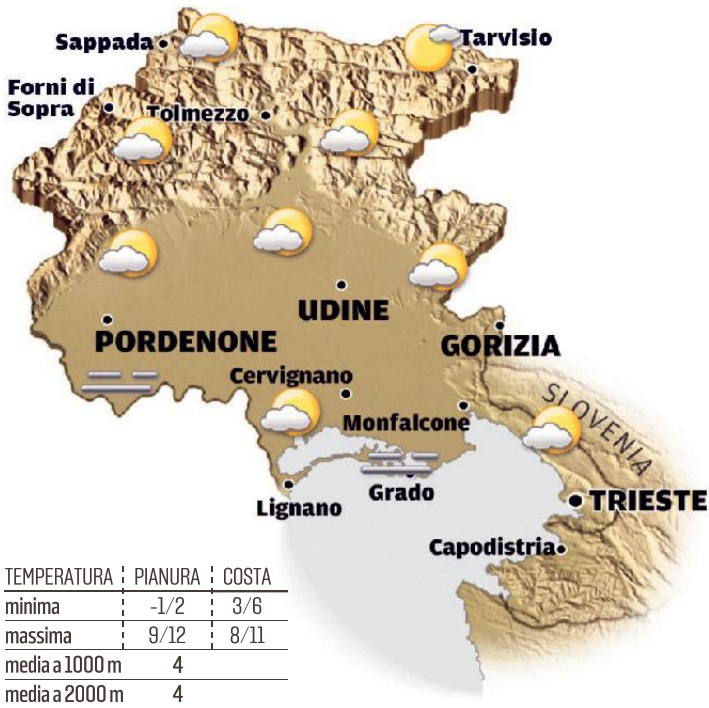 Sappada
Tarvisio
Forni di
Sopra
Tolmezzo
UDINE
PORDENONE
GORIZIA
Cervignano
SLOVENIA
Monfalcone
Lignano
Grado
TRIESTE
Capodistria
TEMPERATURA PIANURA COSTA
minima -1/2 3/6
massima 9/12 8/11
media a 1000 m 4
media a 2000 m 4